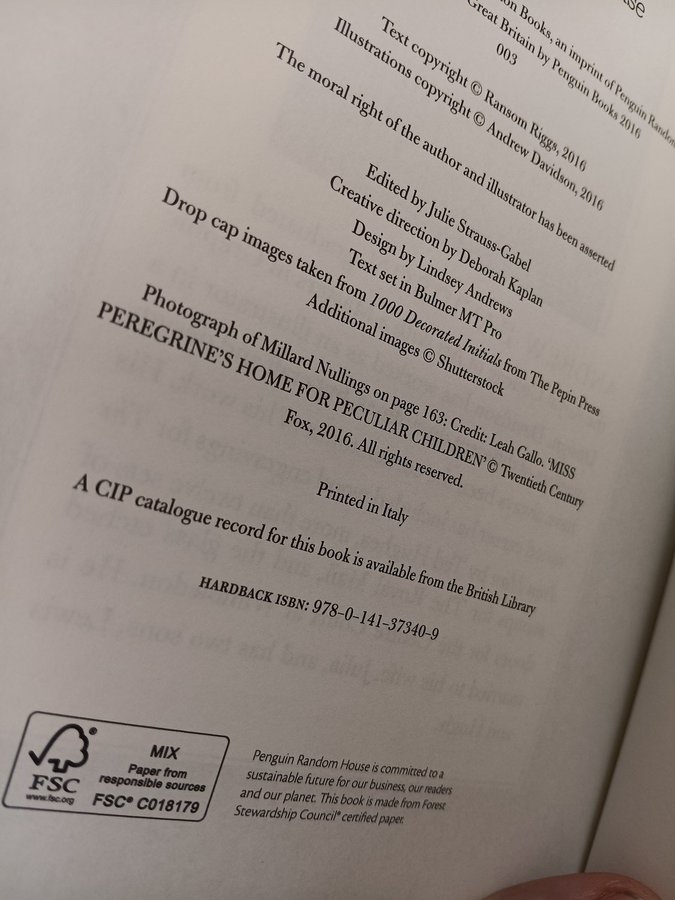 on Books, an imprint of Penguin Random
Great Britain by Penguin Books 2016
003
Text copyright © Ransom Riggs, 2016
Illustrations copyright © Andrew Davidson, 2016
The moral right of the author and illustrator has been asserted
Edited by Julie Strauss-Gabel
Creative direction by Deborah Kaplan
Design by Lindsey Andrews
Text set in Bulmer MT Pro
Drop cap images taken from 1000 Decorated Initials from The Pepin Press
Additional images © Shutterstock
Photograph of Millard Nullings on page 163: Credit: Leah Gallo. ‘MISS
PEREGRINE’S HOME FOR PECULIAR CHILDREN’ © Twentieth Century
Fox, 2016. All rights reserved.
Printed in Italy
A CIP catalogue record for this book is available from the British Library
HARDBACK ISBN: 978–0–141–37340–9
FSC
www.fsc.org
MIX
Paper from
responsible sources
FSC® C018179
Penguin Random House is committed to a
sustainable future for our business, our readers
and our planet. This book is made from Forest
Stewardship Council® certified paper.